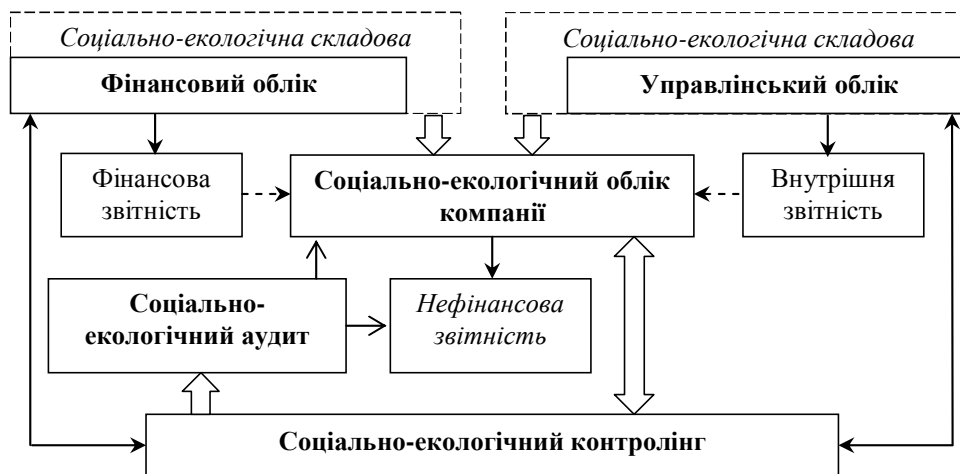 Соціально-екологічна складова
Соціально-екологічна складова
Фінансовий облік
Управлінський облік
Фінансова
звітність
Соціально-екологічний облік
компанії
Внутрішня
звітність
Соціально-
екологічний аудит
Нефінансова
звітність
Соціально-екологічний контролінг